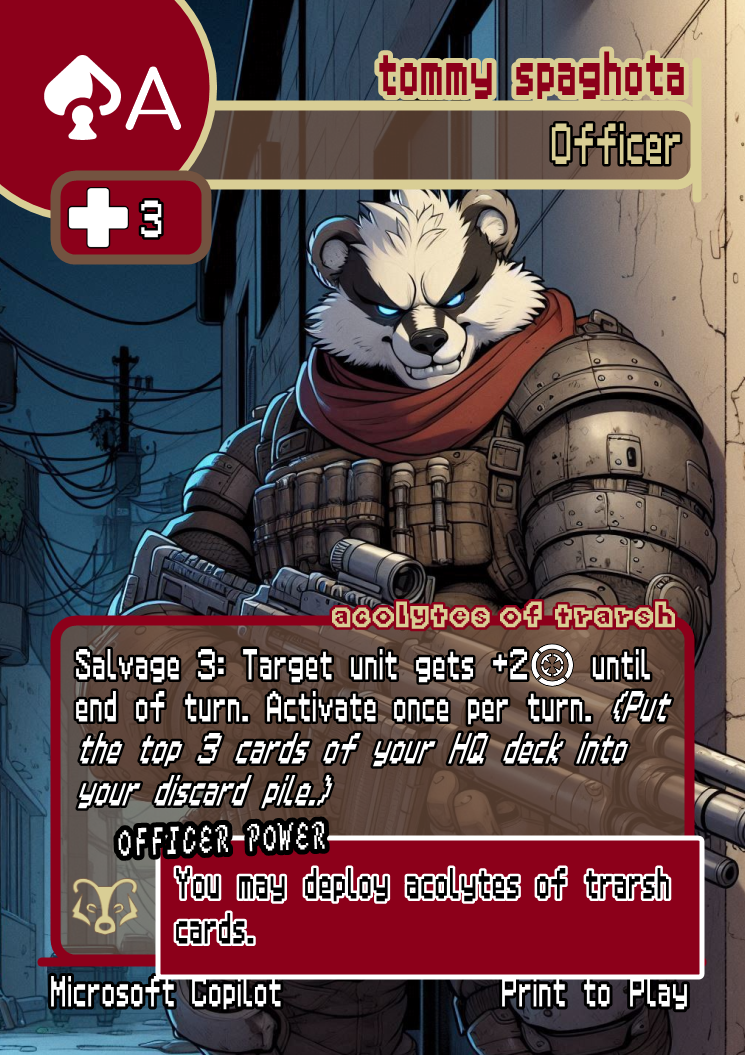 A
tommy spaghota
Officer
3
acolytes of trarsh
Salvage 3: Target unit gets +2 until
end of turn. Activate once per turn. (Put
the top 3 cards of your HQ deck into
your discard pile.)
OFFICER POWER
You may deploy acolytes of trarsh
cards.
Microsoft Copilot
Print to Play